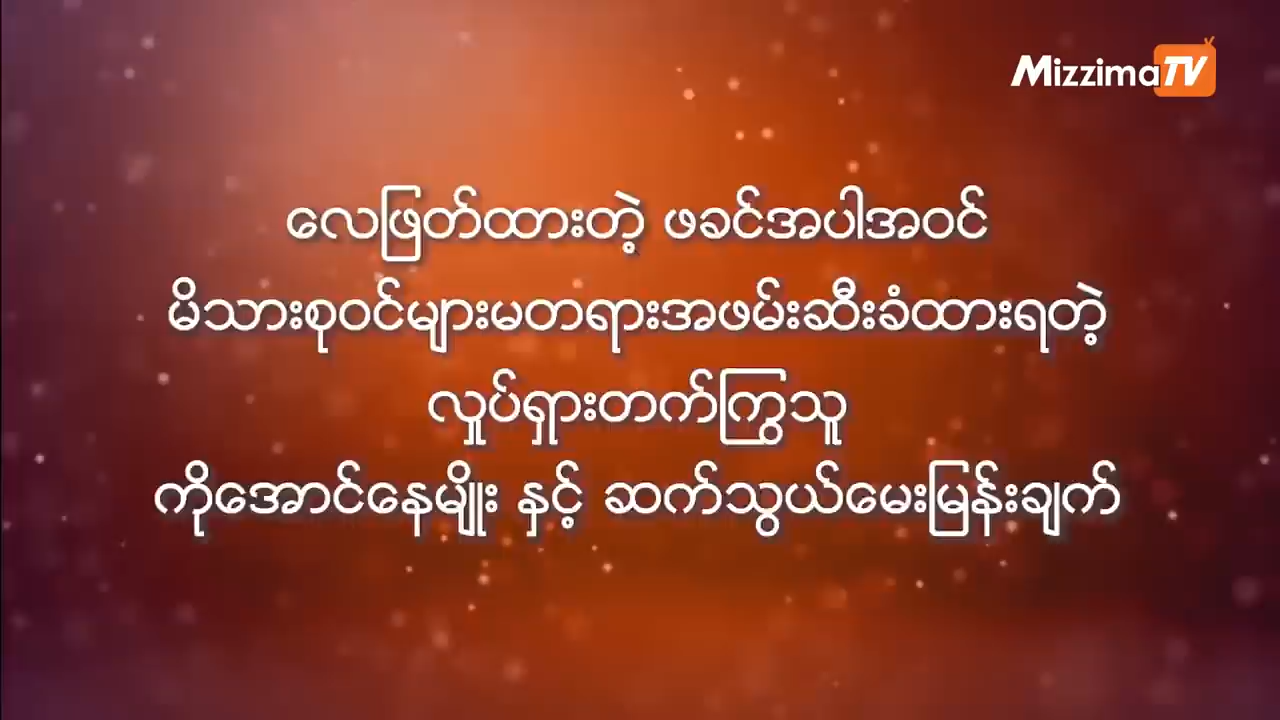 MizzimaTV
လေဖြတ်ထားတဲ့ ဖခင်အပါအဝင်
မိသားစုဝင်များမတရားအဖမ်းဆီးခံထားရတဲ့
လှုပ်ရှားတက်ကြွသူ
ကိုအောင်နေမျိုး နှင့် ဆက်သွယ်မေးမြန်းချက်